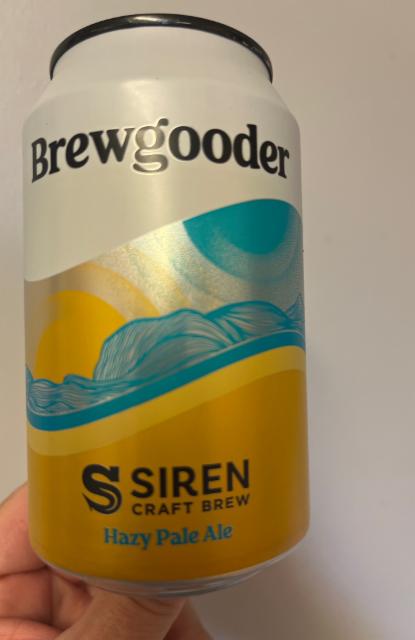 Brewgooder
SIREN
CRAFT BREW
Hazy Pale Ale